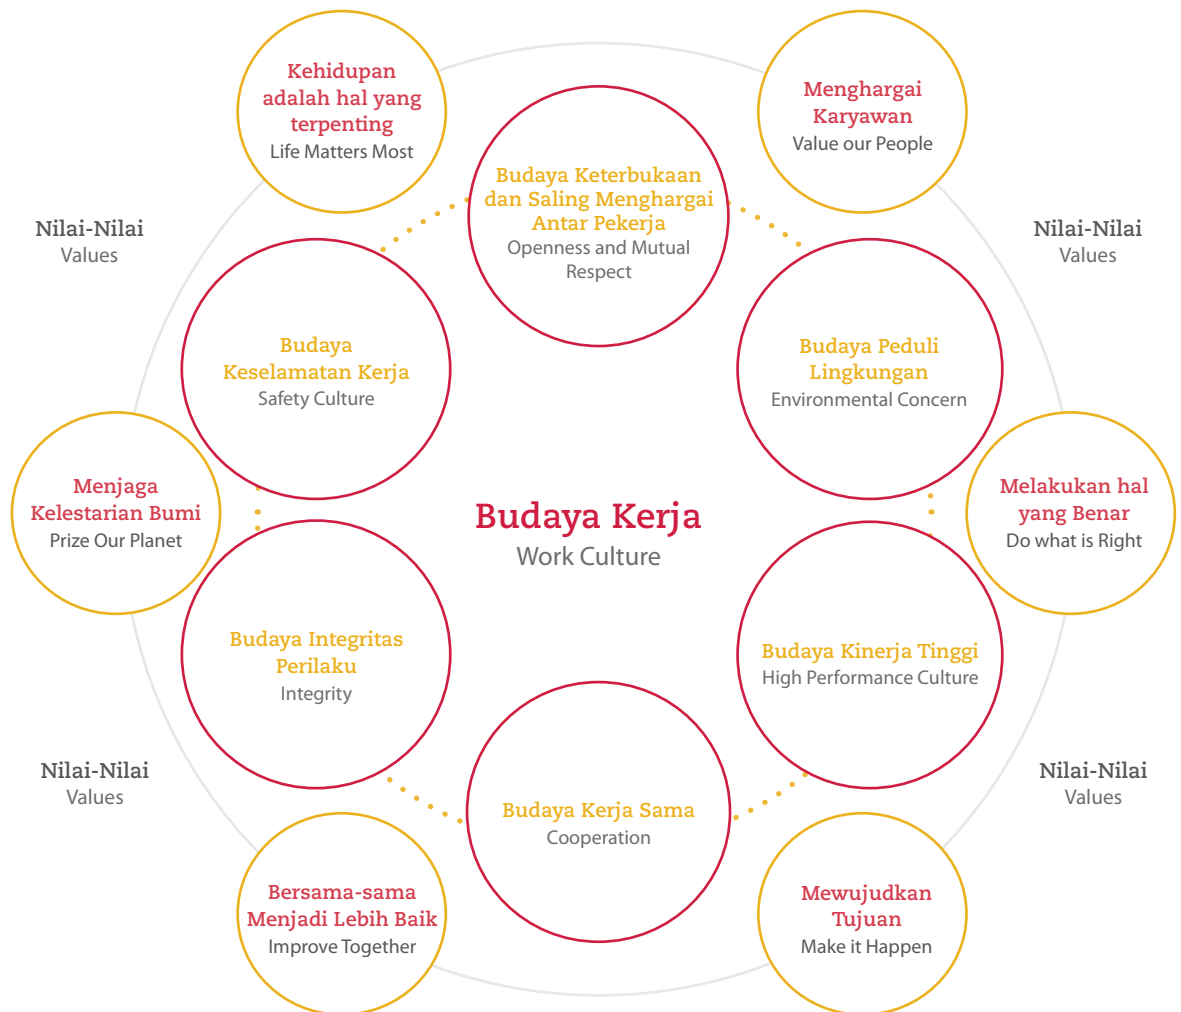 Kehidupan
adalah hal yang
terpenting
Life Matters Most
Menghargai
Karyawan
Value our People
Budaya Keterbukaan
dan Saling Menghargai
Antar Pekerja
Openness and Mutual
Respect
Nilai-Nilai
Values
Nilai-Nilai
Values
Budaya
Keselamatan Kerja
Safety Culture
Budaya Peduli
Lingkungan
Environmental Concern
Menjaga
Kelestarian Bumi
Prize Our Planet
Budaya Kerja
Work Culture
Melakukan hal
yang Benar
Do what is Right
Budaya Integritas
Perilaku
Integrity
Budaya Kinerja Tinggi
High Performance Culture
Nilai-Nilai
Values
Budaya Kerja Sama
Cooperation
Nilai-Nilai
Values
Bersama-sama
Menjadi Lebih Baik
Improve Together
Mewujudkan
Tujuan
Make it Happen